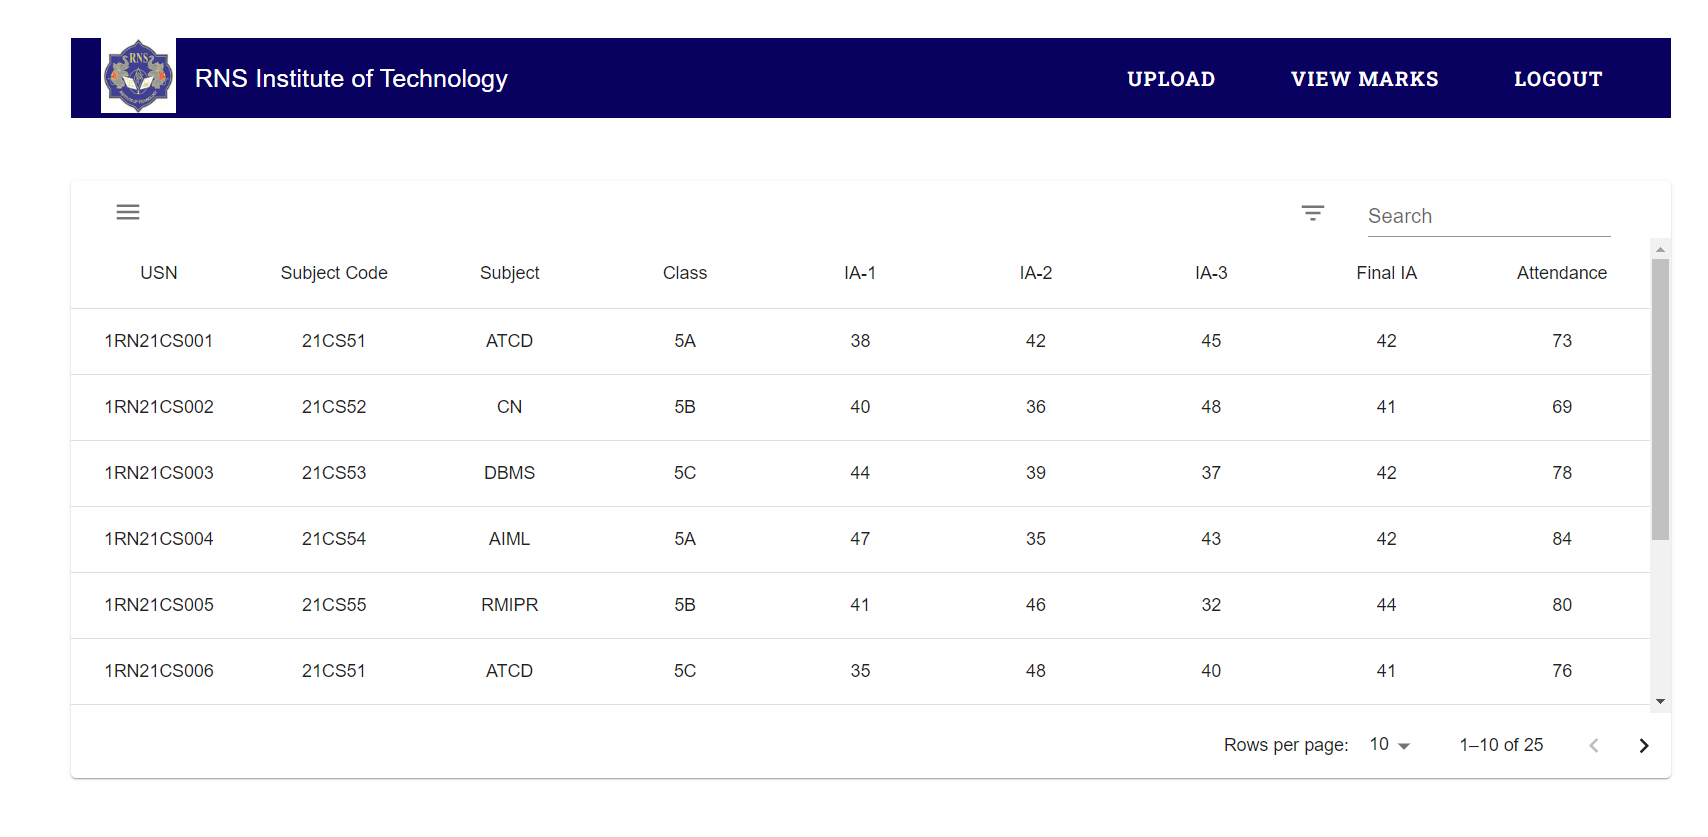 RNS
INSTITUTE OF TECHNOLOGY
RNS Institute of Technology UPLOAD VIEW MARKS LOGOUT
Search
USN Subject Code Subject Class IA-1 IA-2 IA-3 Final IA Attendance
1RN21CS001 21CS51 ATCD 5A 38 42 45 42 73
1RN21CS002 21CS52 CN 5B 40 36 48 41 69
1RN21CS003 21CS53 DBMS 5C 44 39 37 42 78
1RN21CS004 21CS54 AIML 5A 47 35 43 42 84
1RN21CS005 21CS55 RMIPR 5B 41 46 32 44 80
1RN21CS006 21CS51 ATCD 5C 35 48 40 41 76
Rows per page: 10 1–10 of 25